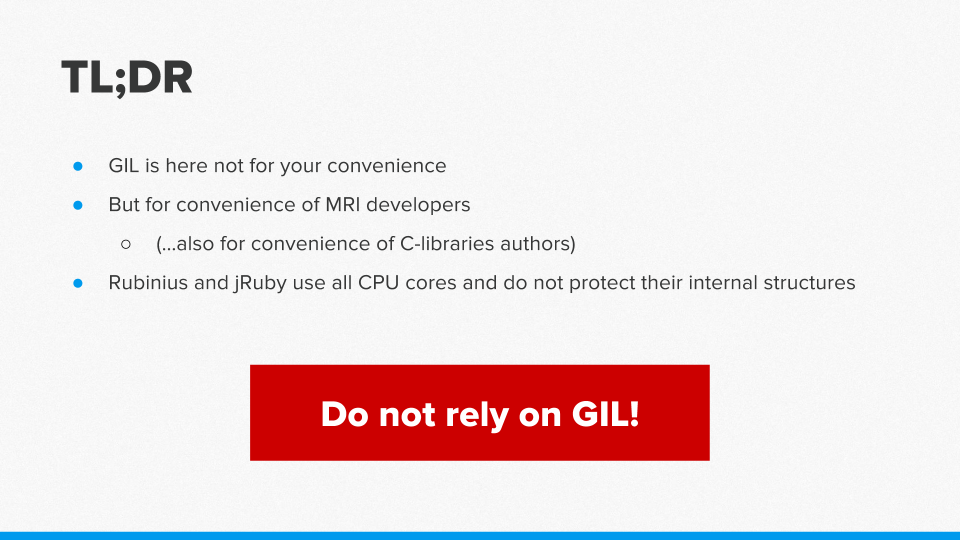 TL;DR
● GIL is here not for your convenience
● But for convenience of MRI developers
○ (...also for convenience of C-libraries authors)
● Rubinius and jRuby use all CPU cores and do not protect their internal structures
Do not rely on GIL!